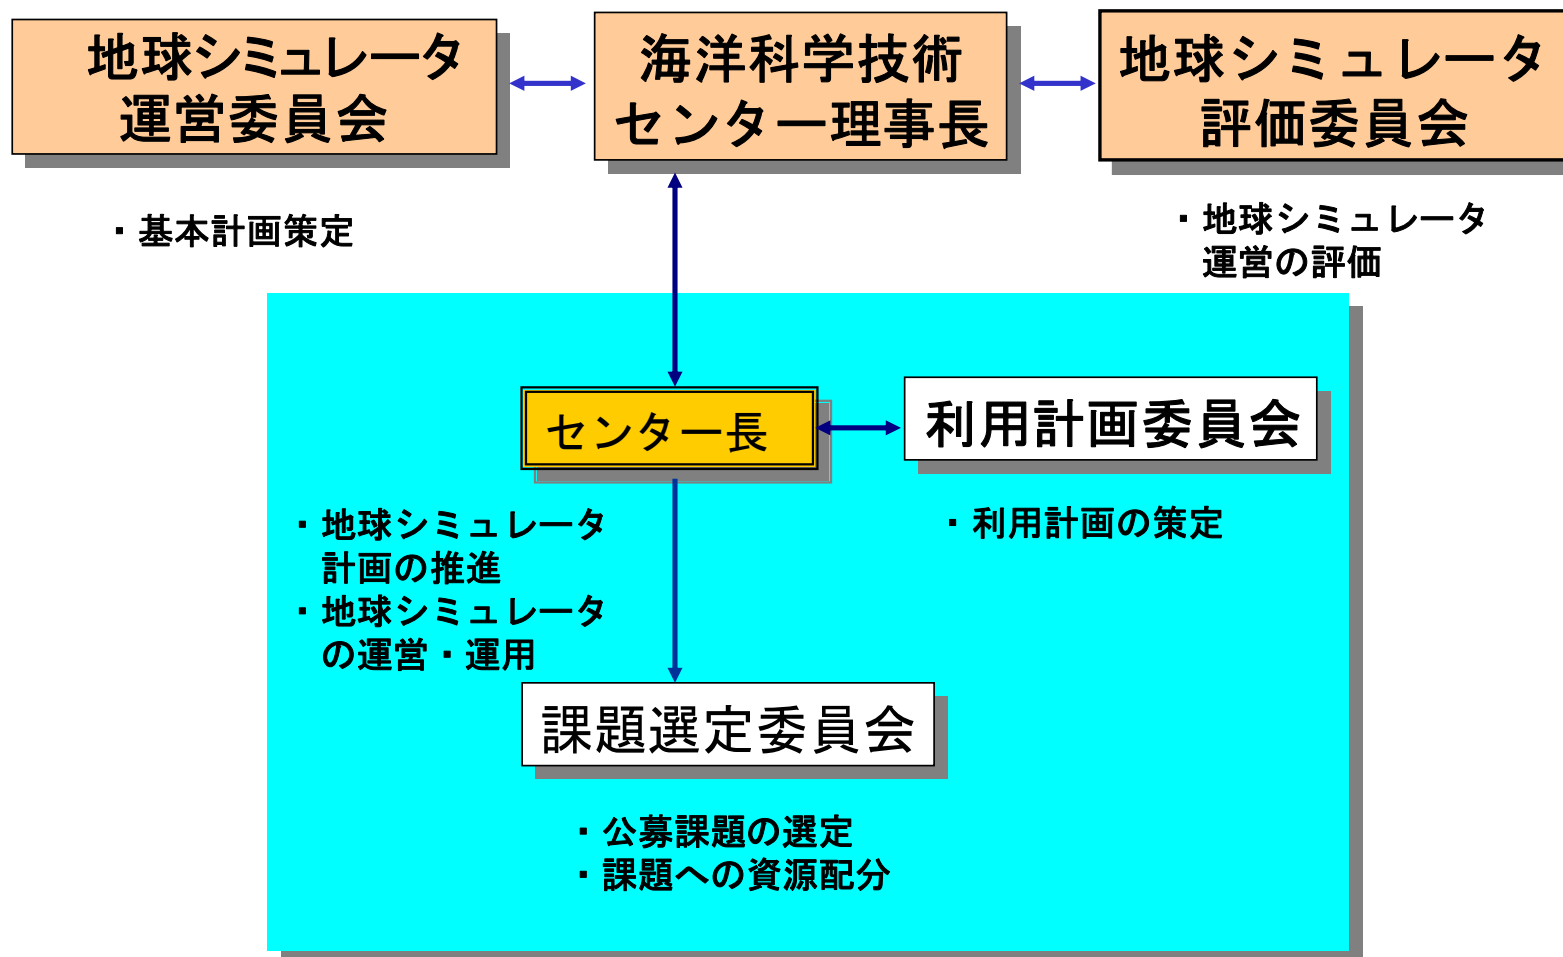 地球シミュレータ
運営委員会
海洋科学技術
センター理事長
地球シミュレータ
評価委員会
・基本計画策定
・地球シミュレータ
運営の評価
センター長
利用計画委員会
・地球シミュレータ
計画の推進
・地球シミュレータ
の運営・運用
・利用計画の策定
課題選定委員会
・公募課題の選定
・課題への資源配分